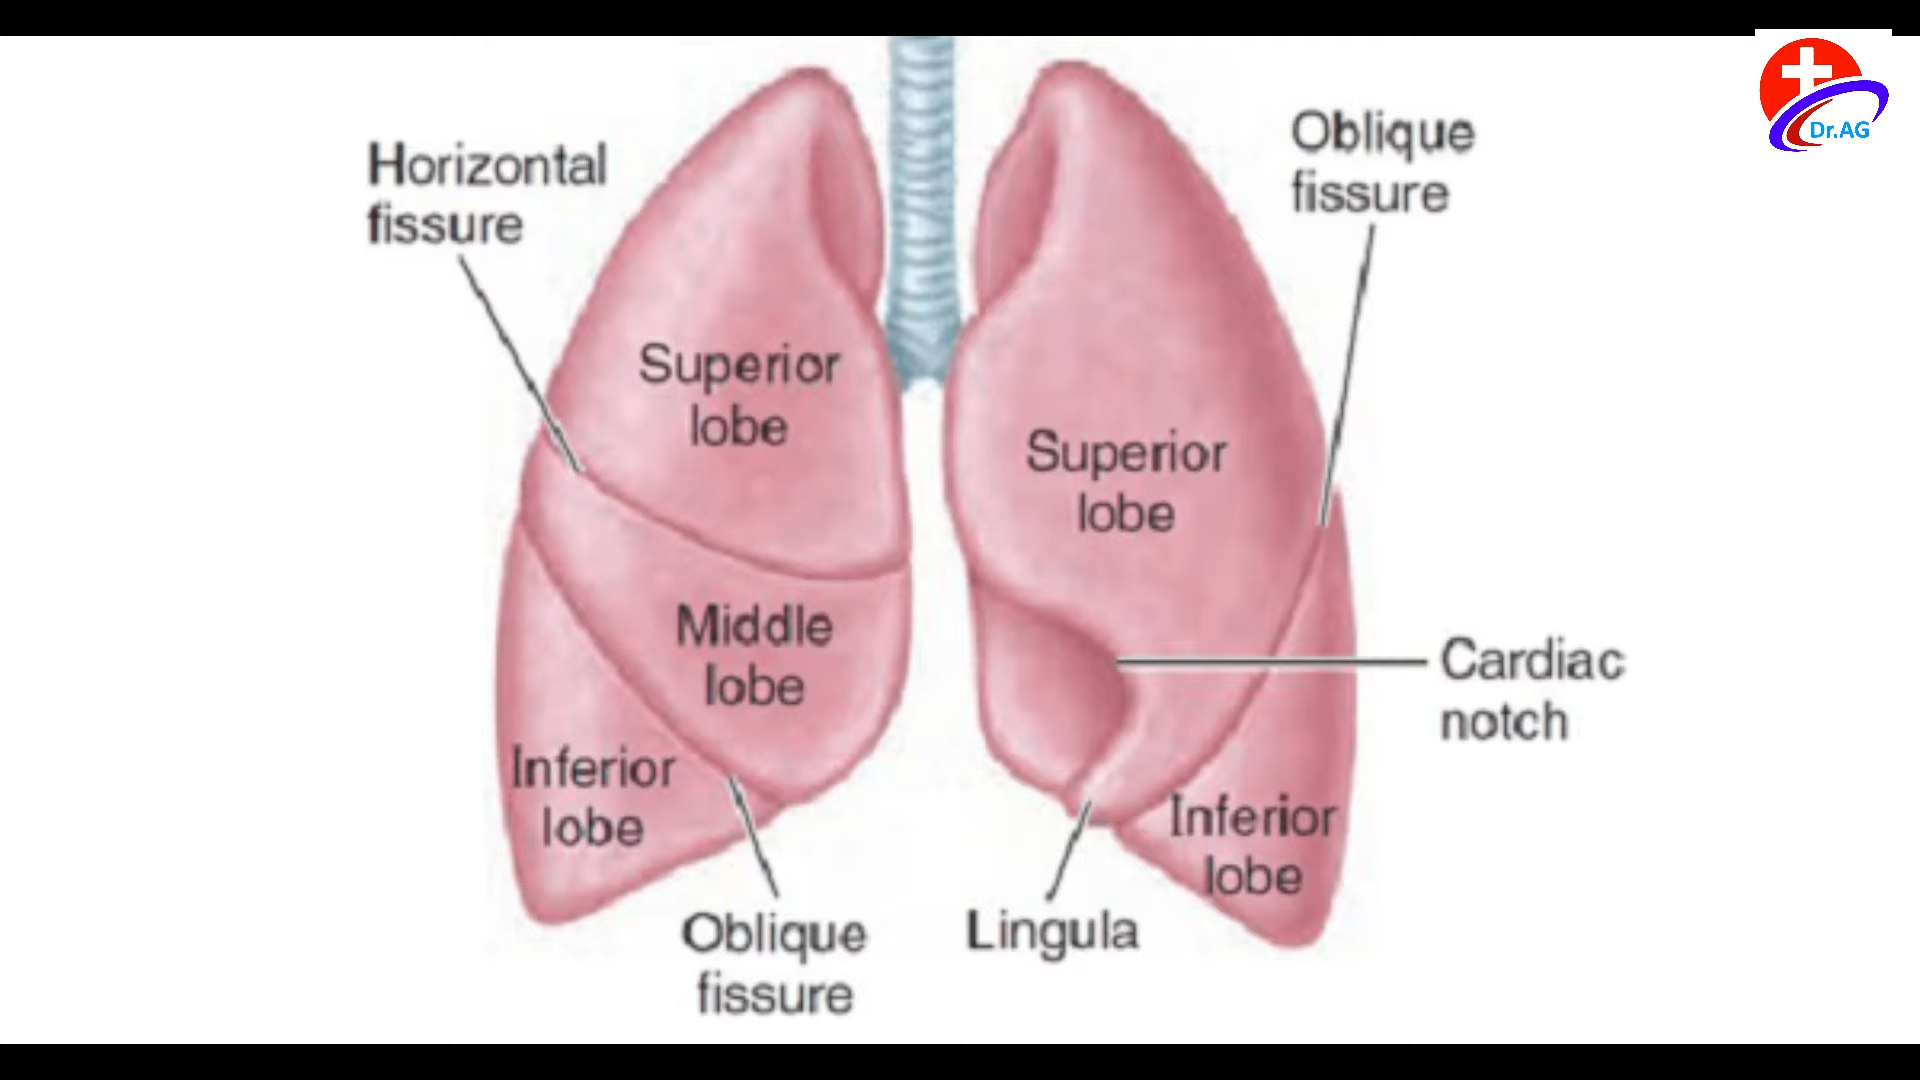 Dr.AG
Horizontal
fissure
Oblique
fissure
Superior
lobe
Superior
lobe
Middle
lobe
Cardiac
notch
Inferior
lobe
Inferior
lobe
Oblique
fissure
Lingula